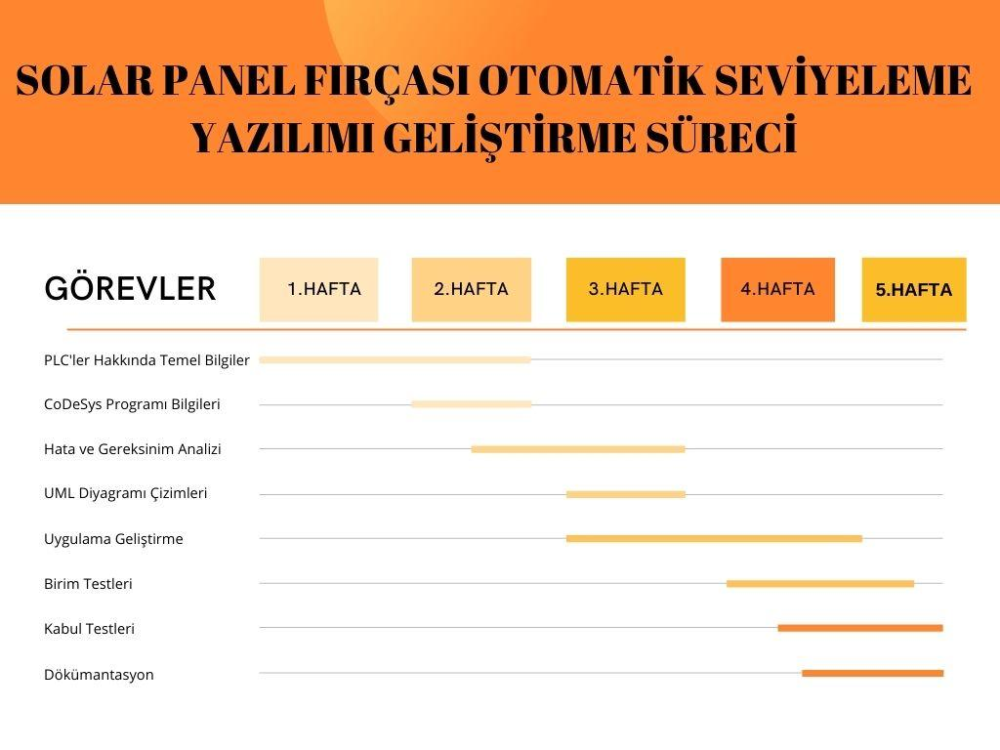 SOLAR PANEL FIRÇASI OTOMATİK SEVİYELEME
YAZILIMI GELİŞTİRME SÜRECİ
GÖREVLER
1.HAFTA
2.HAFTA
3.HAFTA
4.HAFTA
5.HAFTA
PLC'ler Hakkında Temel Bilgiler
CoDeSys Programı Bilgileri
Hata ve Gereksinim Analizi
UML Diyagramı Çizimleri
Uygulama Geliştirme
Birim Testleri
Kabul Testleri
Dökümantasyon